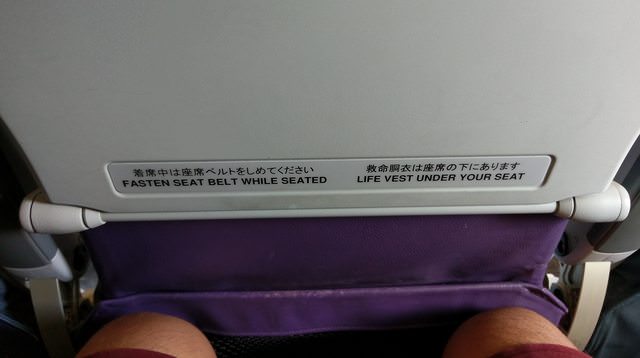 着席中は座席ベルトをしめてください
FASTEN SEAT BELT WHILE SEATED
救命胴衣は座席の下にあります
LIFE VEST UNDER YOUR SEAT